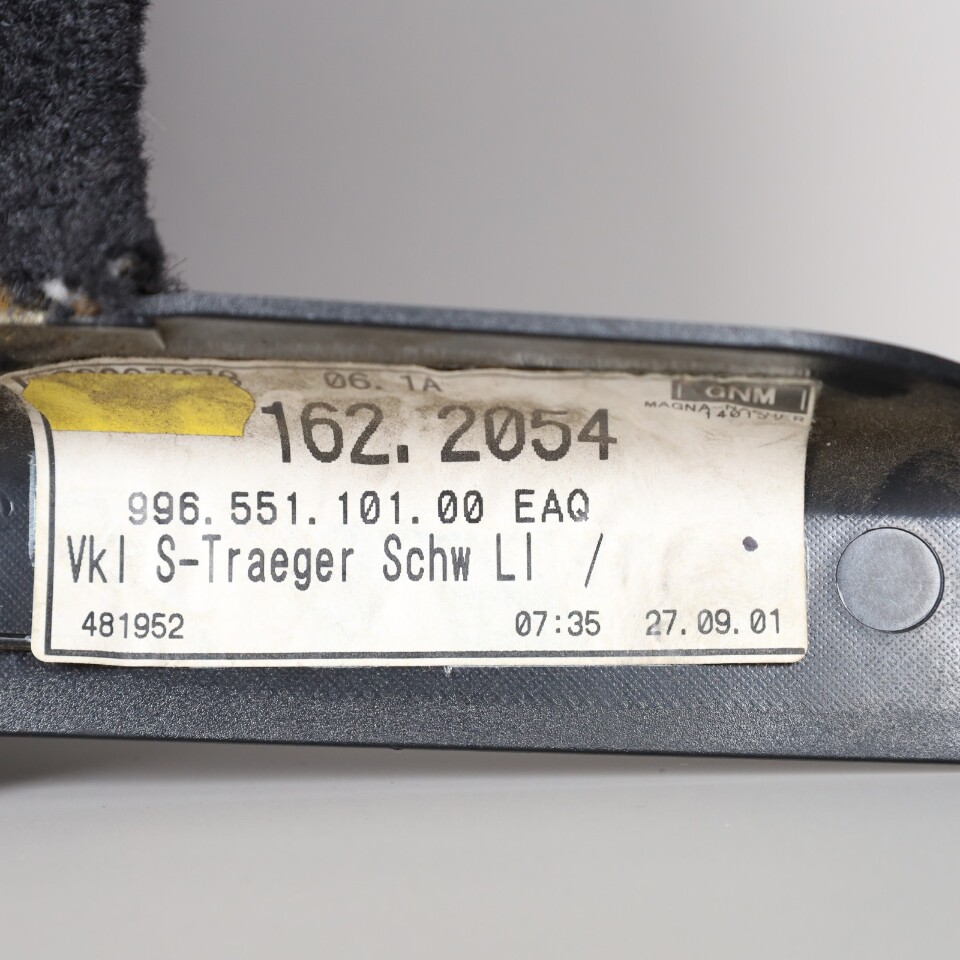 06. 1A
GNM
MAGNA
162. 2054
996. 551. 101. 00 EAQ
Vkl S-Traeger Schw LI /
481952 07:35 27. 09. 01